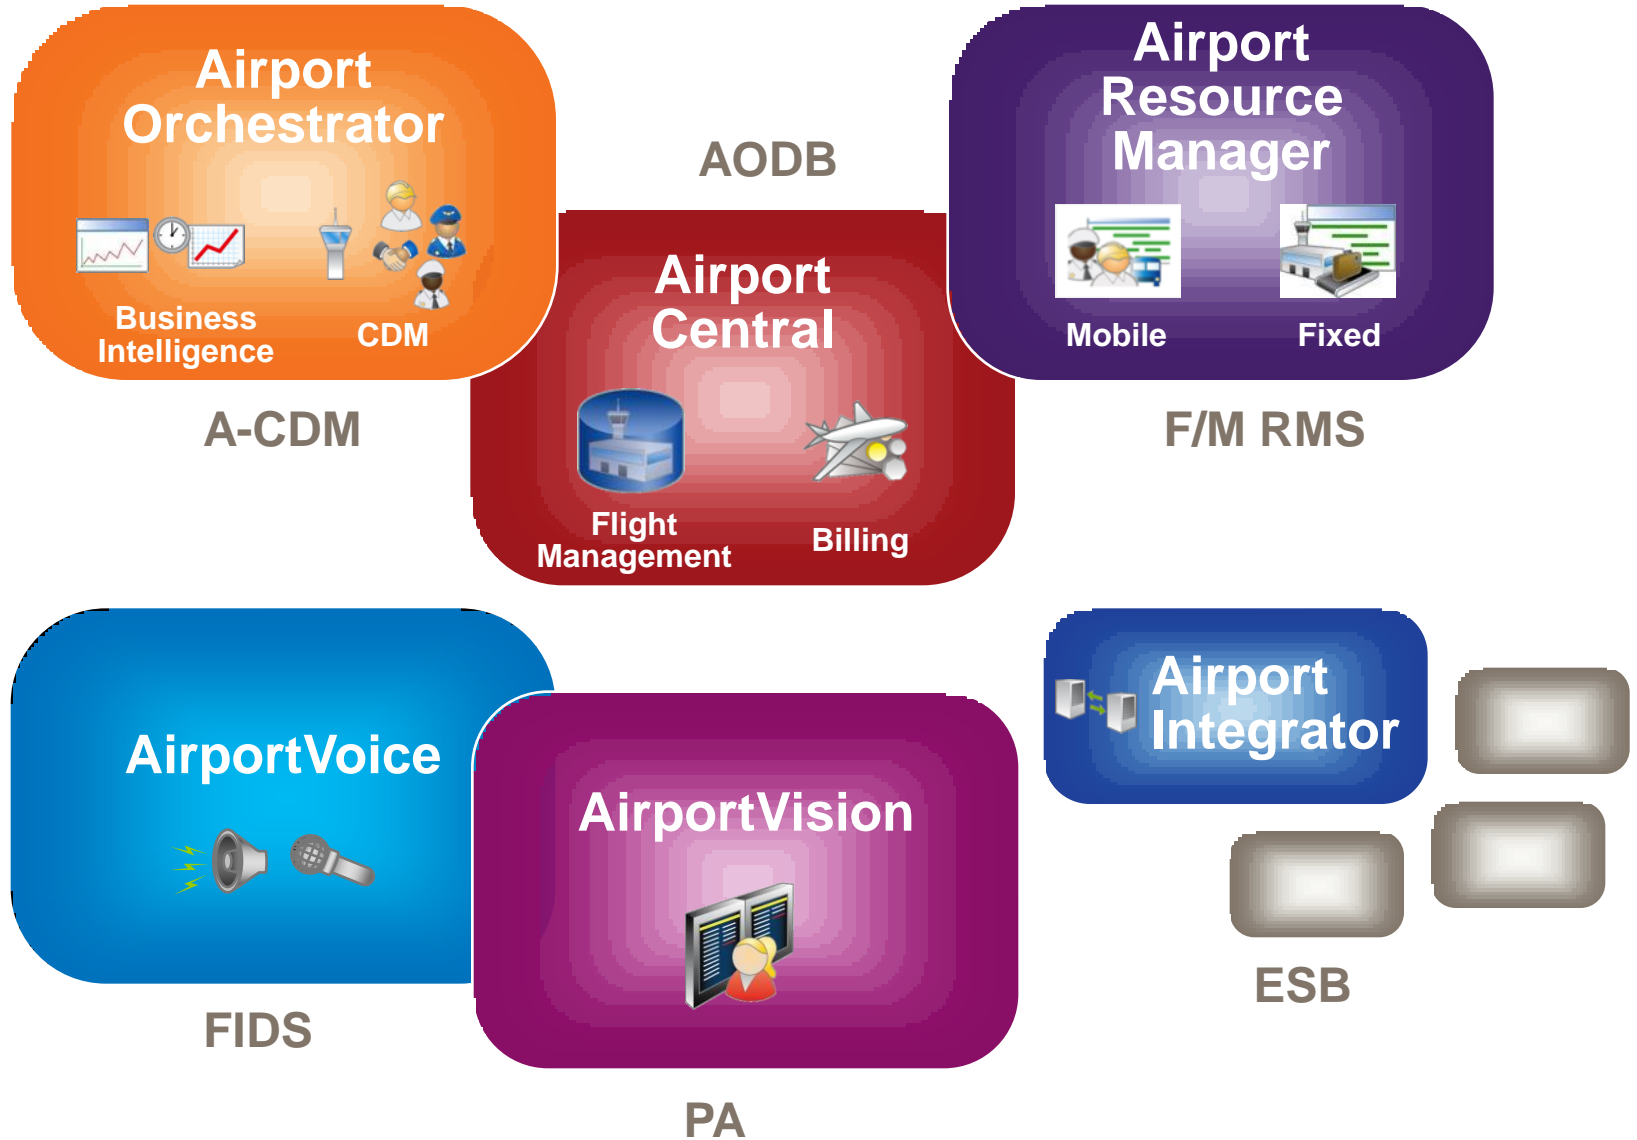 Airport
Orchestrator
Business
Intelligence
CDM
A-CDM
AODB
Airport
Central
Flight
Management
Billing
Airport
Resource
Manager
Mobile
Fixed
F/M RMS
AirportVoice
FIDS
AirportVision
PA
Airport
Integrator
ESB